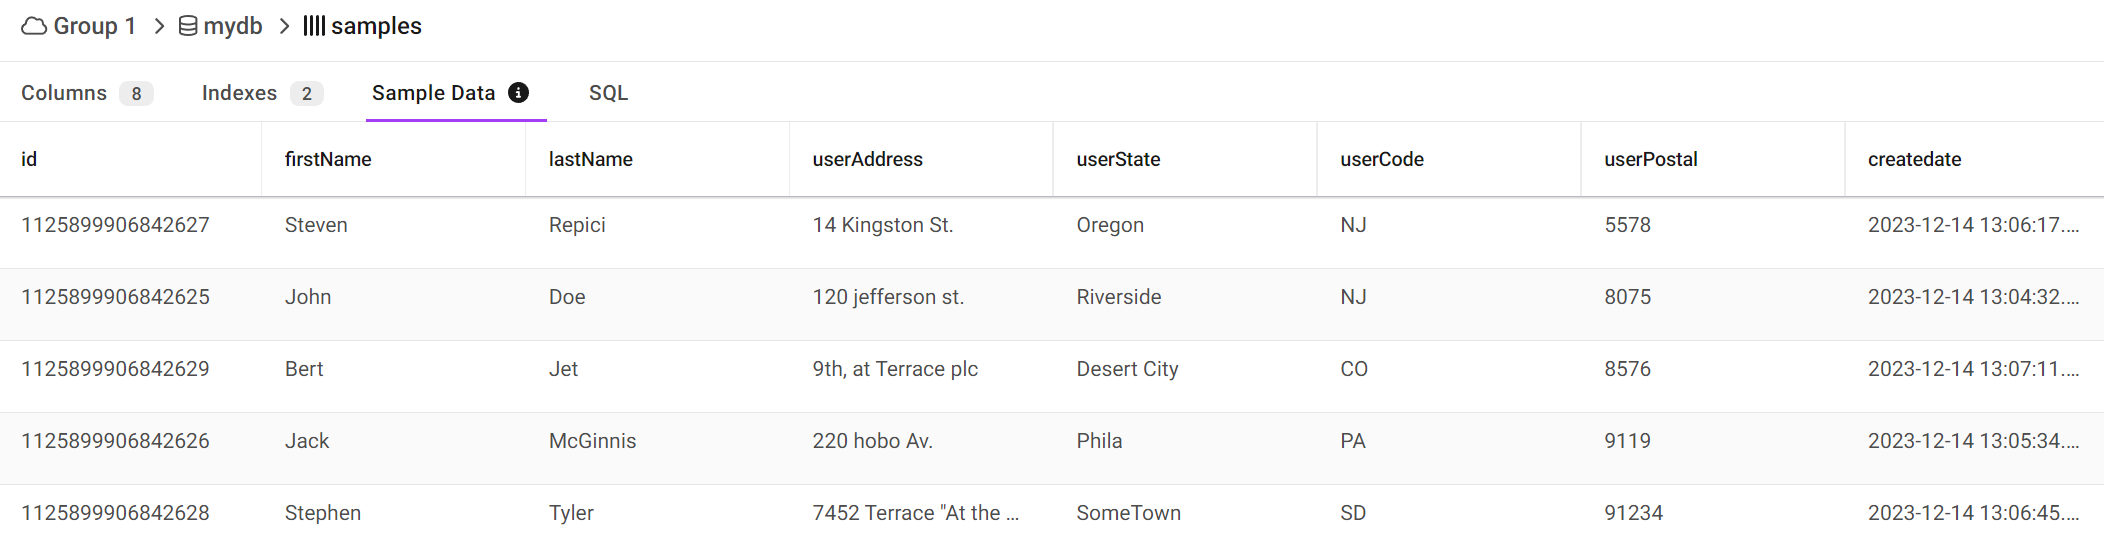 Group 1 > mydb > samples
Columns 8 Indexes 2 Sample Data i SQL
id firstName lastName userAddress userState userCode userPostal createdate
1125899906842627 Steven Repici 14 Kingston St. Oregon NJ 5578 2023-12-14 13:06:17....
1125899906842625 John Doe 120 jefferson st. Riverside NJ 8075 2023-12-14 13:04:32....
1125899906842629 Bert Jet 9th, at Terrace plc Desert City CO 8576 2023-12-14 13:07:11....
1125899906842626 Jack McGinnis 220 hobo Av. Phila PA 9119 2023-12-14 13:05:34....
1125899906842628 Stephen Tyler 7452 Terrace "At the ... SomeTown SD 91234 2023-12-14 13:06:45....